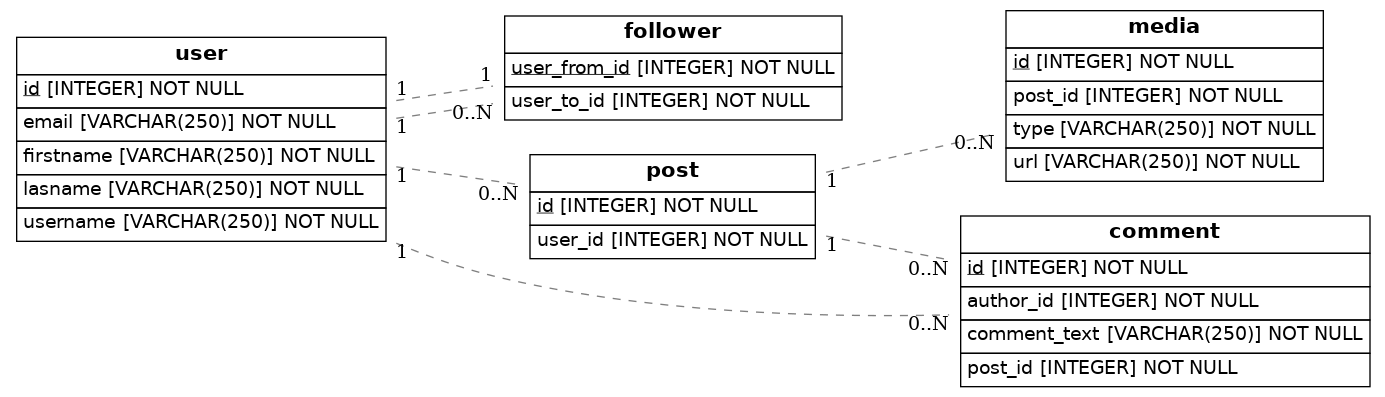 user
id [INTEGER] NOT NULL
email [VARCHAR(250)] NOT NULL
firstname [VARCHAR(250)] NOT NULL
lasname [VARCHAR(250)] NOT NULL
username [VARCHAR(250)] NOT NULL
1
1
1
1
follower
user_from_id [INTEGER] NOT NULL
user_to_id [INTEGER] NOT NULL
1
0..N
post
id [INTEGER] NOT NULL
user_id [INTEGER] NOT NULL
0..N
1
1
media
id [INTEGER] NOT NULL
post_id [INTEGER] NOT NULL
type [VARCHAR(250)] NOT NULL
url [VARCHAR(250)] NOT NULL
0..N
comment
id [INTEGER] NOT NULL
author_id [INTEGER] NOT NULL
comment_text [VARCHAR(250)] NOT NULL
post_id [INTEGER] NOT NULL
0..N
0..N